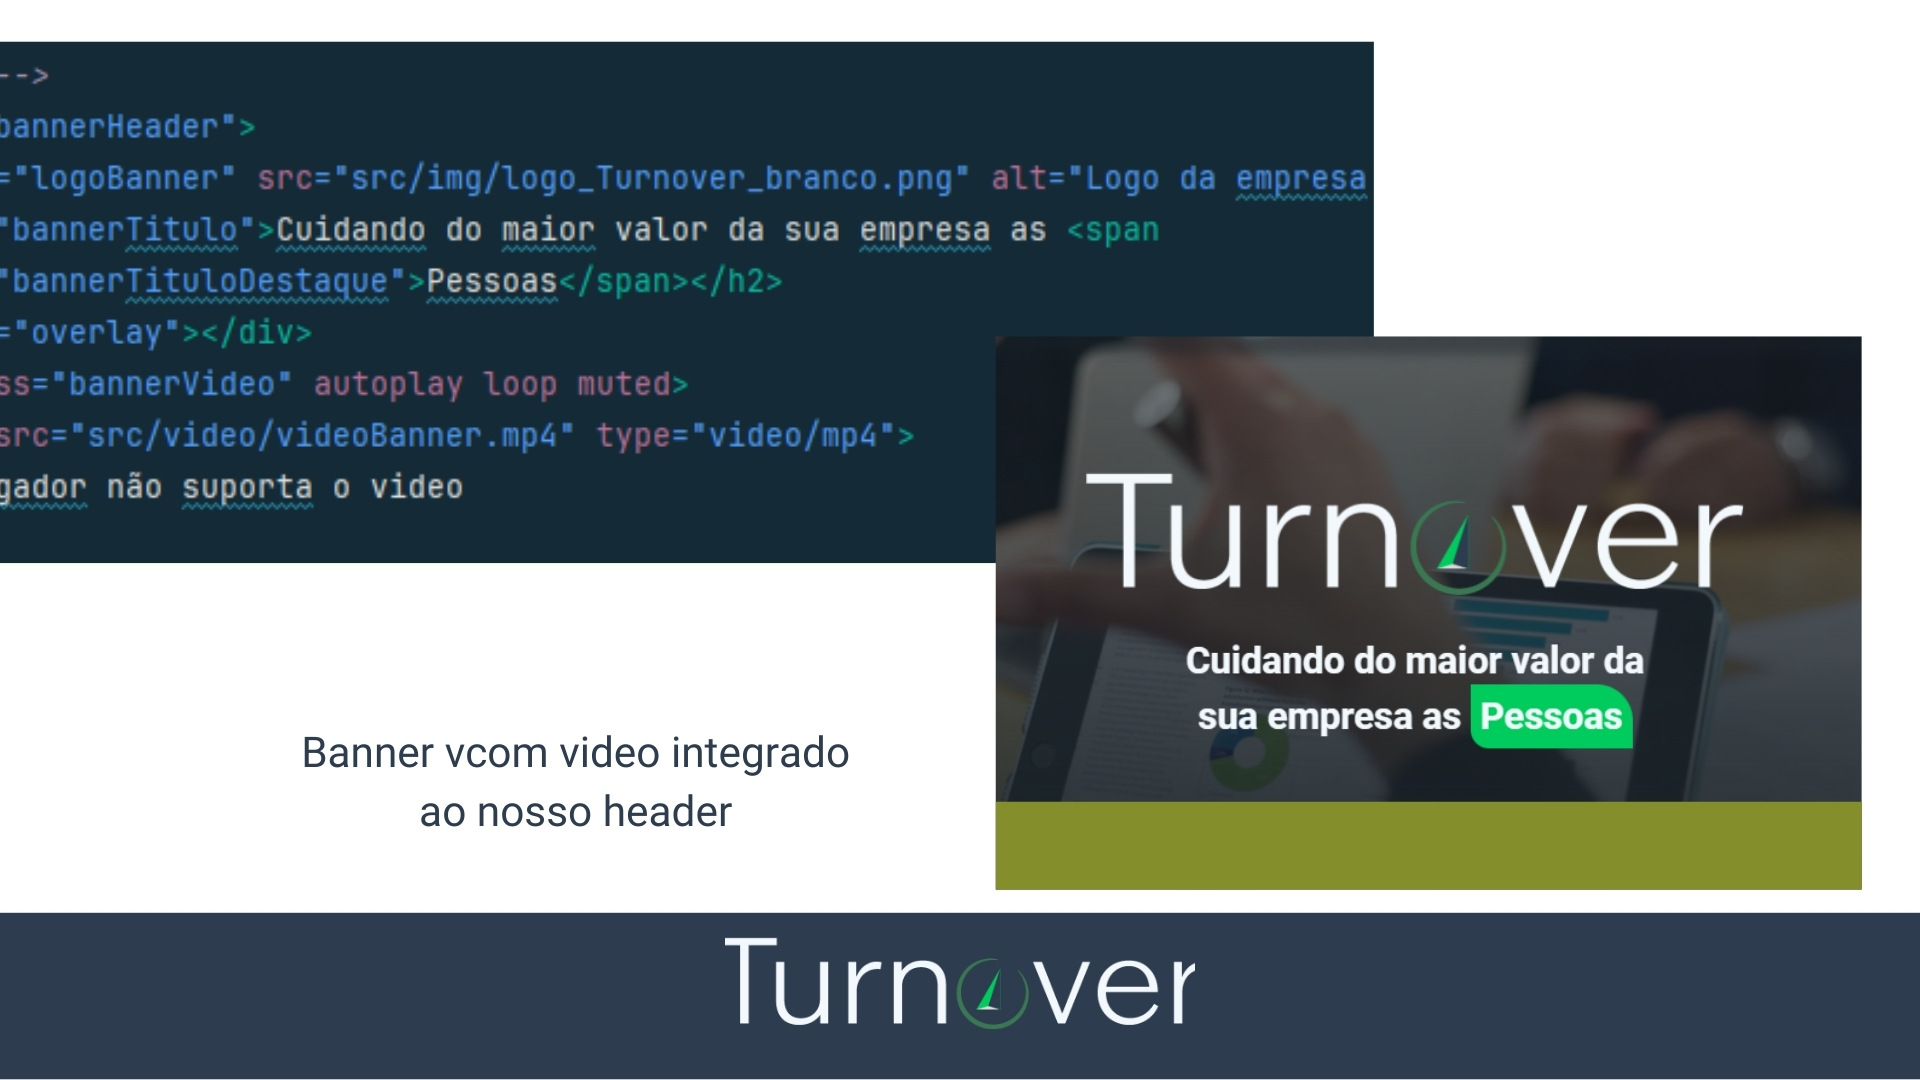 -->
bannerHeader">
="logoBanner" src="src/img/logo_Turnover_branco.png" alt="Logo da empresa
"bannerTitulo">Cuidando do maior valor da sua empresa as <span
"bannerTituloDestaque">Pessoas</span></h2>
="overlay"></div>
ss="bannerVideo" autoplay loop muted>
src="src/video/videoBanner.mp4" type="video/mp4">
gador não suporta o video
Turnover
Cuidando do maior valor da
sua empresa as Pessoas
Banner vcom video integrado
ao nosso header
Turnover